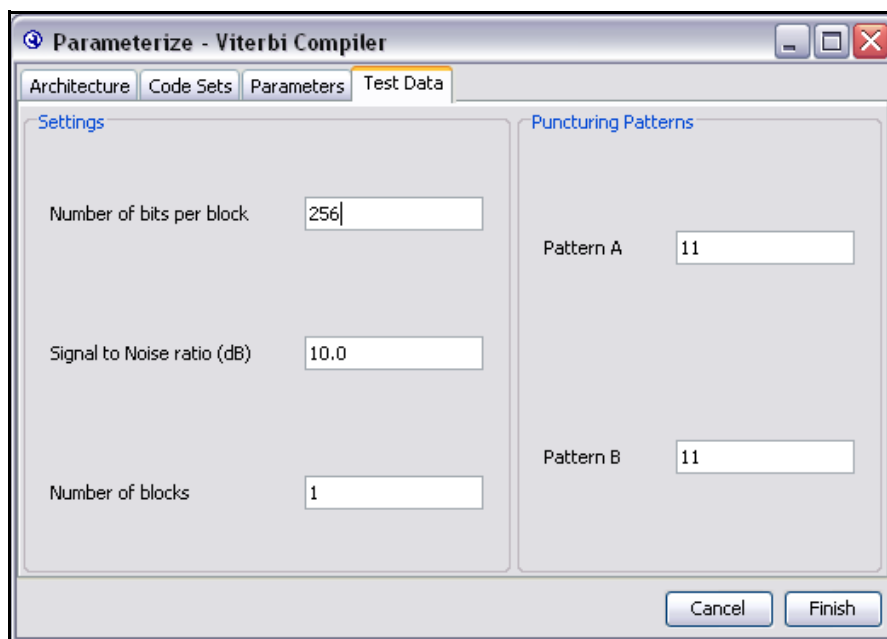 Parameterize - Viterbi Compiler
Architecture Code Sets Parameters Test Data
Settings
Number of bits per block 256
Signal to Noise ratio (dB) 10.0
Number of blocks 1
Puncturing Patterns
Pattern A 11
Pattern B 11
Cancel Finish